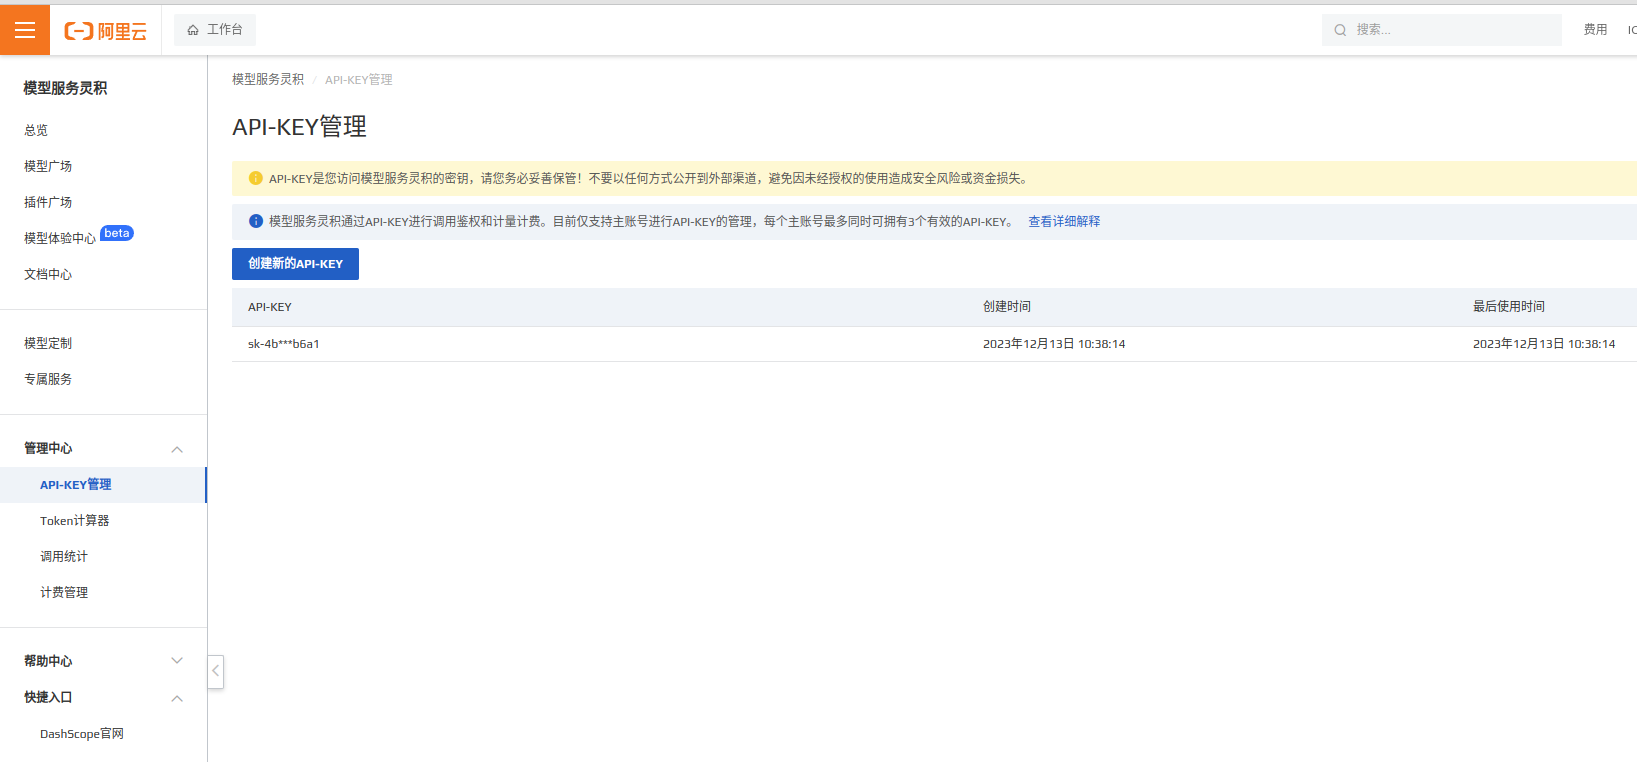 阿里云
工作台
搜索...
费用
模型服务灵积
总览
模型广场
插件广场
模型体验中心 beta
文档中心
模型定制
专属服务
管理中心
API-KEY管理
Token计算器
调用统计
计费管理
帮助中心
快捷入口
DashScope官网
模型服务灵积 / API-KEY管理
API-KEY管理
API-KEY是您访问模型服务灵积的密钥，请您务必妥善保管！不要以任何方式公开到外部渠道，避免因未经授权的使用造成安全风险或资金损失。
模型服务灵积通过API-KEY进行调用鉴权和计量计费。目前仅支持主账号进行API-KEY的管理，每个主账号最多同时可拥有3个有效的API-KEY。 查看详细解释
创建新的API-KEY
API-KEY 创建时间 最后使用时间
sk-4b***b6a1 2023年12月13日 10:38:14 2023年12月13日 10:38:14